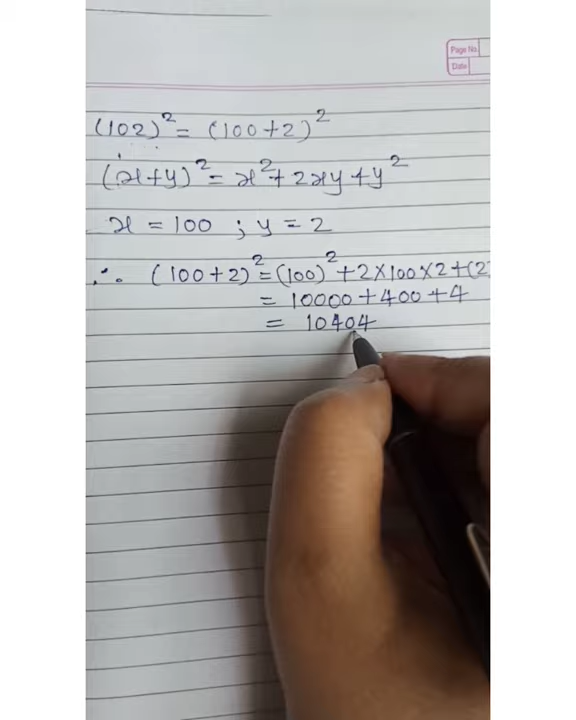 Page No.
Date
(102)² = (100+2)²
(x+y)² = x² + 2xy + y²
x = 100 ; y = 2
∴ (100+2)² = (100)² + 2×100×2+(2
= 10000 + 400 + 4
= 10404